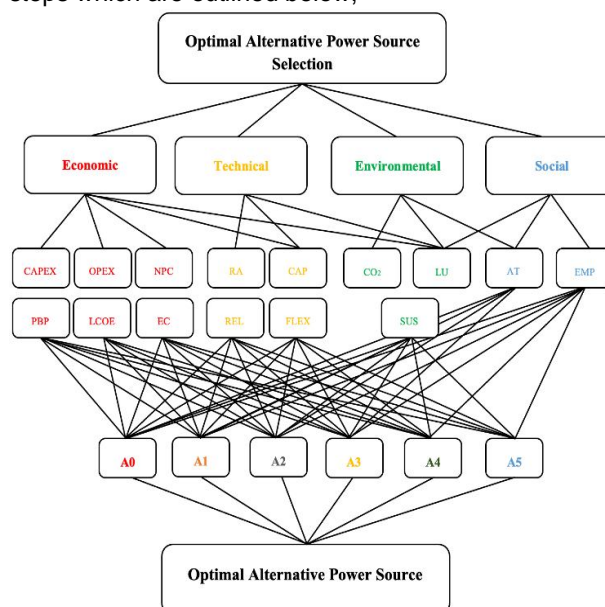 steps which are outlined below;
Optimal Alternative Power Source
Selection
Economic
Technical
Environmental
Social
CAPEX
OPEX
NPC
RA
CAP
CO₂
LU
AT
EMP
PBP
LCOE
EC
REL
FLEX
SUS
A0
A1
A2
A3
A4
A5
Optimal Alternative Power Source